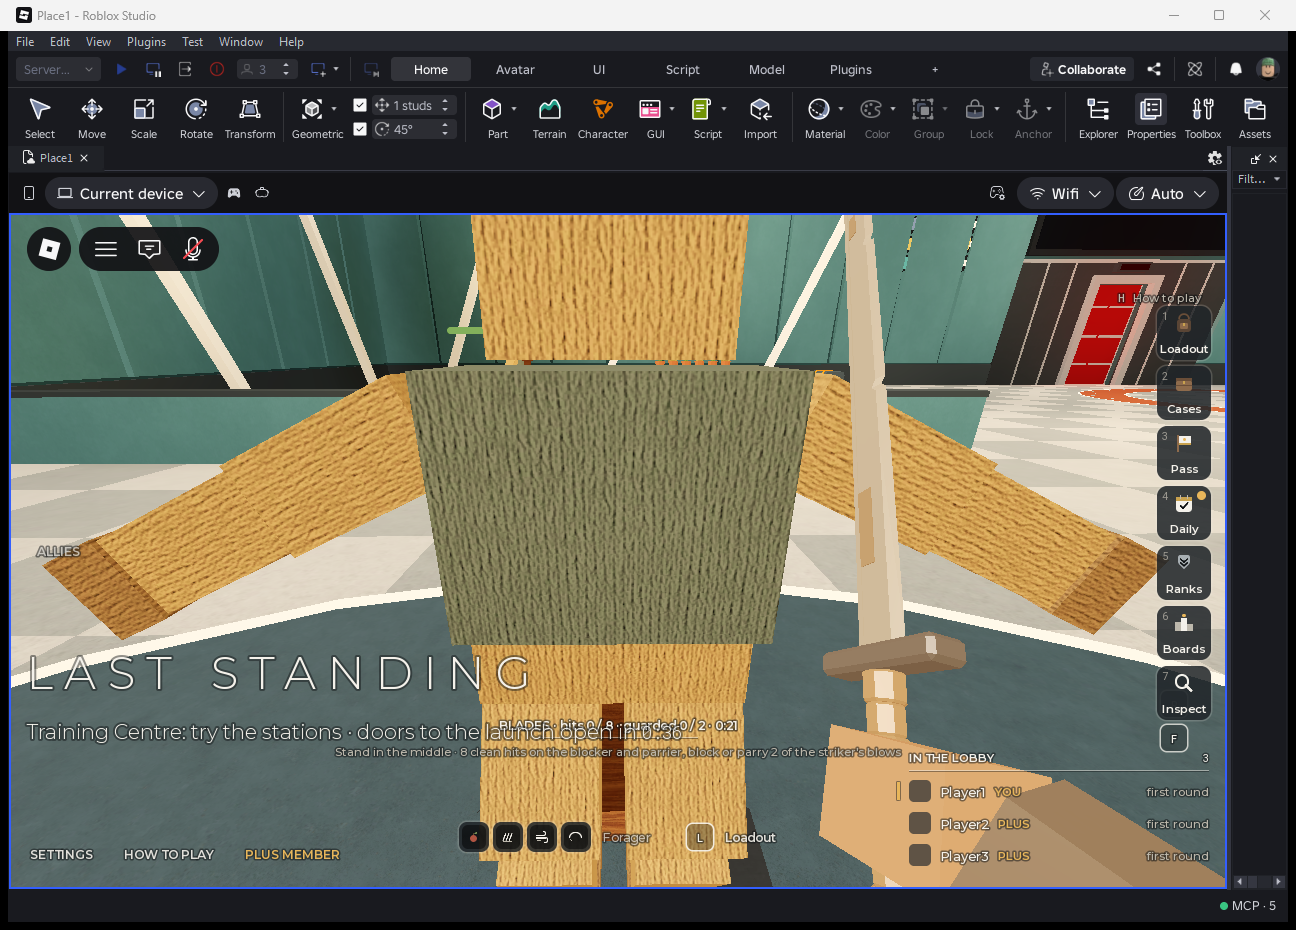 Place1 - Roblox Studio
File Edit View Plugins Test Window Help
Server... 3 Home Avatar UI Script Model Plugins + Collaborate
1 studs
45°
Select Move Scale Rotate Transform Geometric Part Terrain Character GUI Script Import Material Color Group Lock Anchor Explorer Properties Toolbox Assets
Place1
Filt...
Current device Wifi Auto
H How to play
1 Loadout
2 Cases
3 Pass
4 Daily
5 Ranks
6 Boards
7 Inspect
F
ALLIES
LAST STANDING
BLADES · hits 0 / 8 · guarded 0 / 2 · 0:21
Training Centre: try the stations · doors to the launch open in 0:36
Stand in the middle · 8 clean hits on the blocker and parrier, block or parry 2 of the striker's blows
IN THE LOBBY 3
Player1 YOU first round
Player2 PLUS first round
Player3 PLUS first round
Forager L Loadout
SETTINGS HOW TO PLAY PLUS MEMBER
MCP · 5